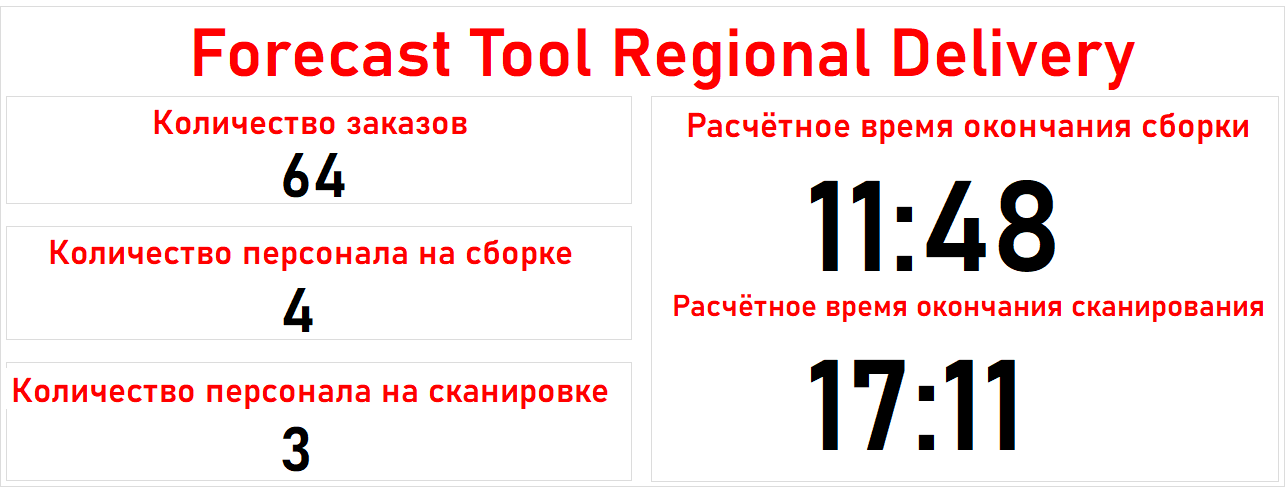 Forecast Tool Regional Delivery
Количество заказов
64
Количество персонала на сборке
4
Количество персонала на сканировке
3
Расчётное время окончания сборки
11:48
Расчётное время окончания сканирования
17:11